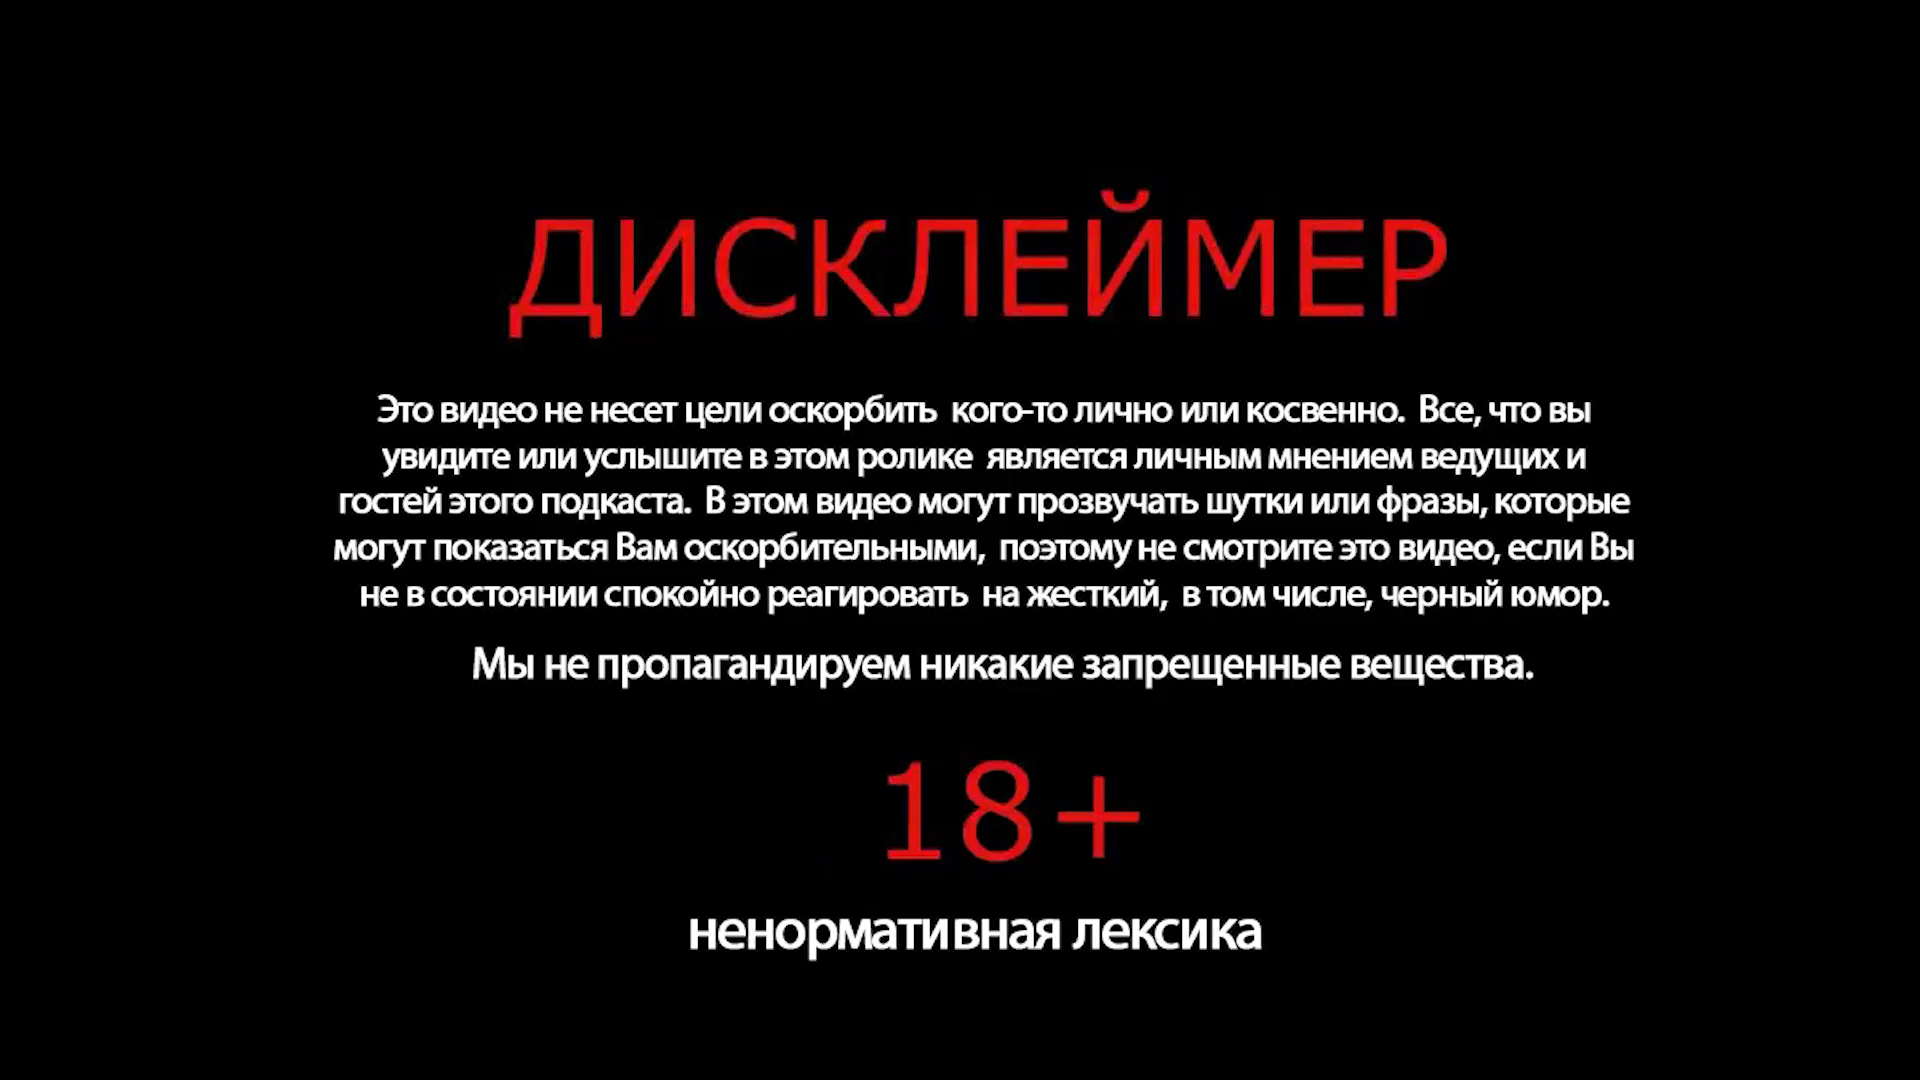 ДИСКЛЕЙМЕР
Это видео не несет цели оскорбить кого-то лично или косвенно. Все, что вы
увидите или услышите в этом ролике является личным мнением ведущих и
гостей этого подкаста. В этом видео могут прозвучать шутки или фразы, которые
могут показаться Вам оскорбительными, поэтому не смотрите это видео, если Вы
не в состоянии спокойно реагировать на жесткий, в том числе, черный юмор.
Мы не пропагандируем никакие запрещенные вещества.
18+
ненормативная лексика